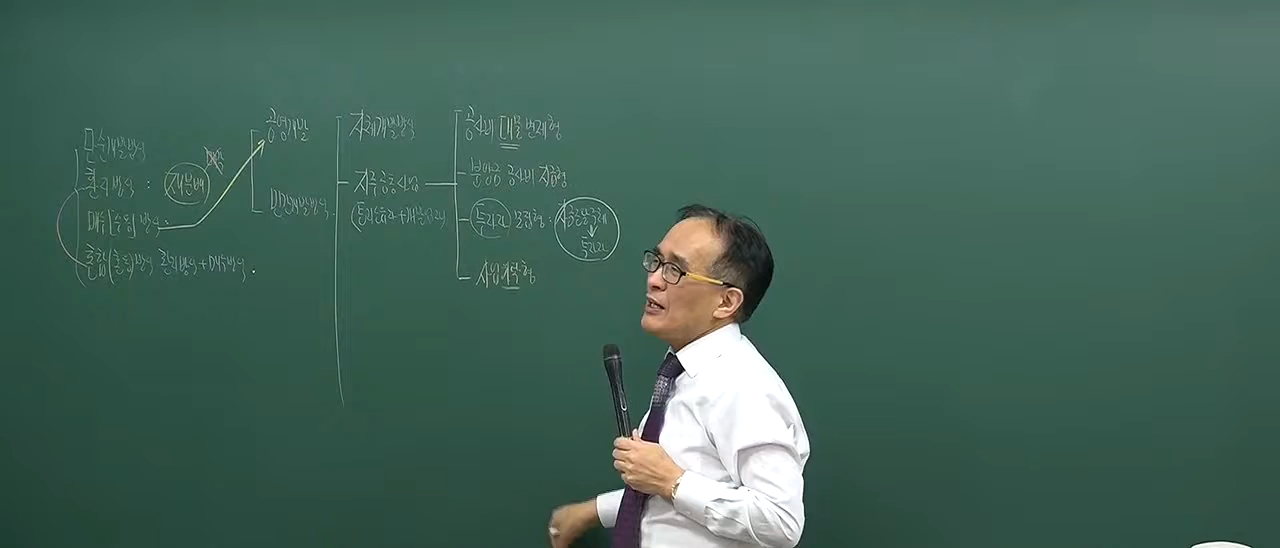 단순개발방식
환지방식 : 재분배
매수[수용] 방식
혼합(혼용)방식 환지방식 + 매수방식
공영개발
민간개발방식
자체개발방식
지주공동사업
(토지소유자 + 개발업자)
공사비 대물변제형
분양금 공사비 지급형
투자자 모집형 :
투자자
사업위탁형